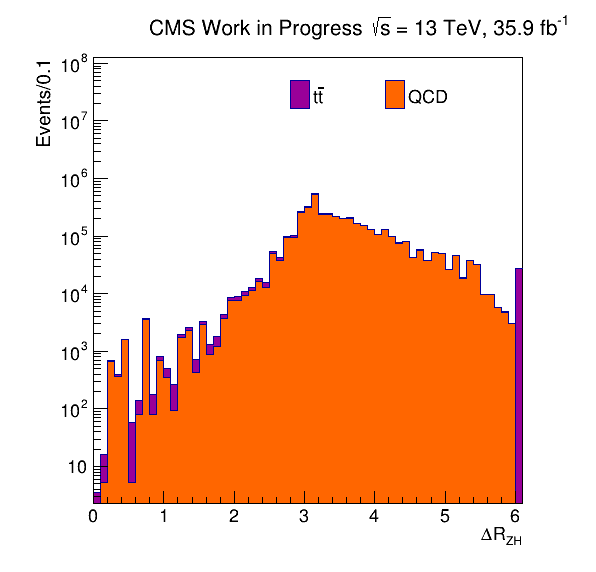 CMS Work in Progress √s = 13 TeV, 35.9 fb⁻¹
Events/0.1
tt̄
QCD
10⁸
10⁷
10⁶
10⁵
10⁴
10³
10²
10
0 1 2 3 4 5 6
ΔR_ZH